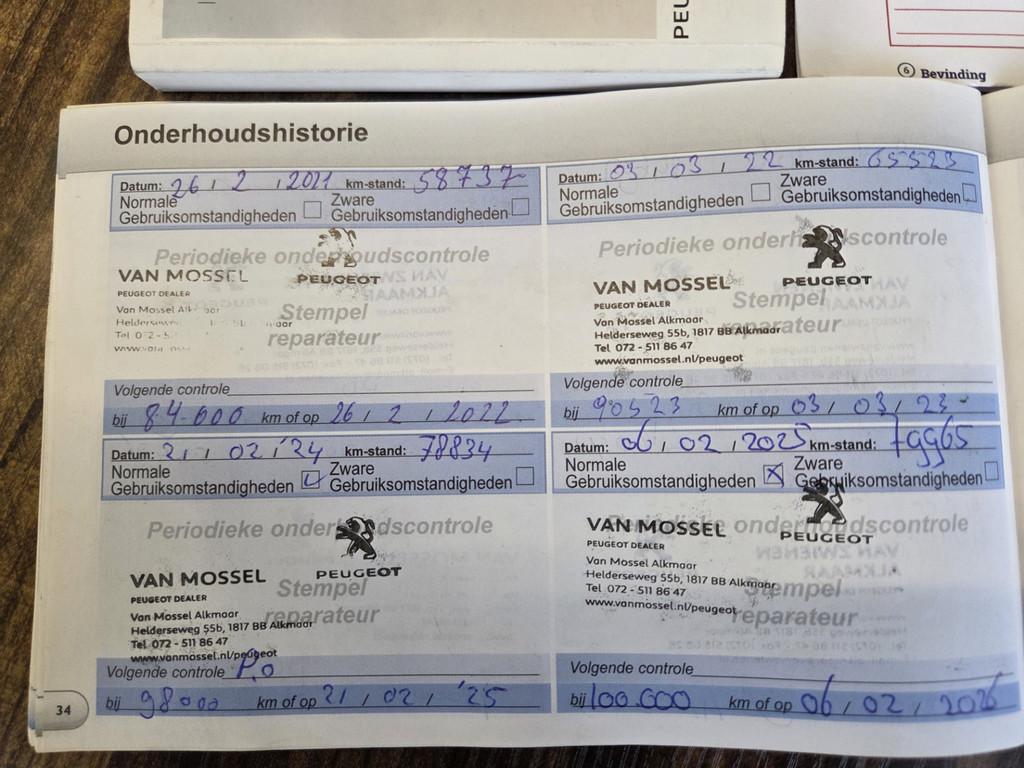 PEU
6 Bevinding
Onderhoudshistorie
Datum: 26 / 2 / 2021 km-stand: 58737
Normale Gebruiksomstandigheden Zware Gebruiksomstandigheden
Periodieke onderhoudscontrole
VAN MOSSEL PEUGEOT
PEUGEOT DEALER
Stempel
reparateur
Van Mossel
Volgende controle
bij 84.000 km of op 26 / 2 / 2022
Datum: 03 / 03 / 22 km-stand: 65523
Normale Gebruiksomstandigheden Zware Gebruiksomstandigheden
Periodieke onderhoudscontrole
VAN MOSSEL PEUGEOT
PEUGEOT DEALER
Stempel
reparateur
Van Mossel Alkmaar
Helderseweg 55b, 1817 BB Alkmaar
Tel 072 - 511 86 47
www.vanmossel.nl/peugeot
Volgende controle
bij 90523 km of op 03 / 03 / 23
Datum: 21 / 02 / '24 km-stand: 78834
Normale Gebruiksomstandigheden Zware Gebruiksomstandigheden
Periodieke onderhoudscontrole
VAN MOSSEL PEUGEOT
PEUGEOT DEALER
Stempel
reparateur
Van Mossel Alkmaar
Helderseweg 55b, 1817 BB Alkmaar
Tel 072 - 511 86 47
www.vanmossel.nl/peugeot
Volgende controle P.O
bij 98000 km of op 21 / 02 / '25
Datum: 06 / 02 / 2025 km-stand: 79965
Normale Gebruiksomstandigheden X Zware Gebruiksomstandigheden
Periodieke onderhoudscontrole
VAN MOSSEL PEUGEOT
PEUGEOT DEALER
Stempel
reparateur
Van Mossel Alkmaar
Helderseweg 55b, 1817 BB Alkmaar
Tel 072 - 511 86 47
www.vanmossel.nl/peugeot
Volgende controle
bij 100.000 km of op 06 / 02 / 2026
34